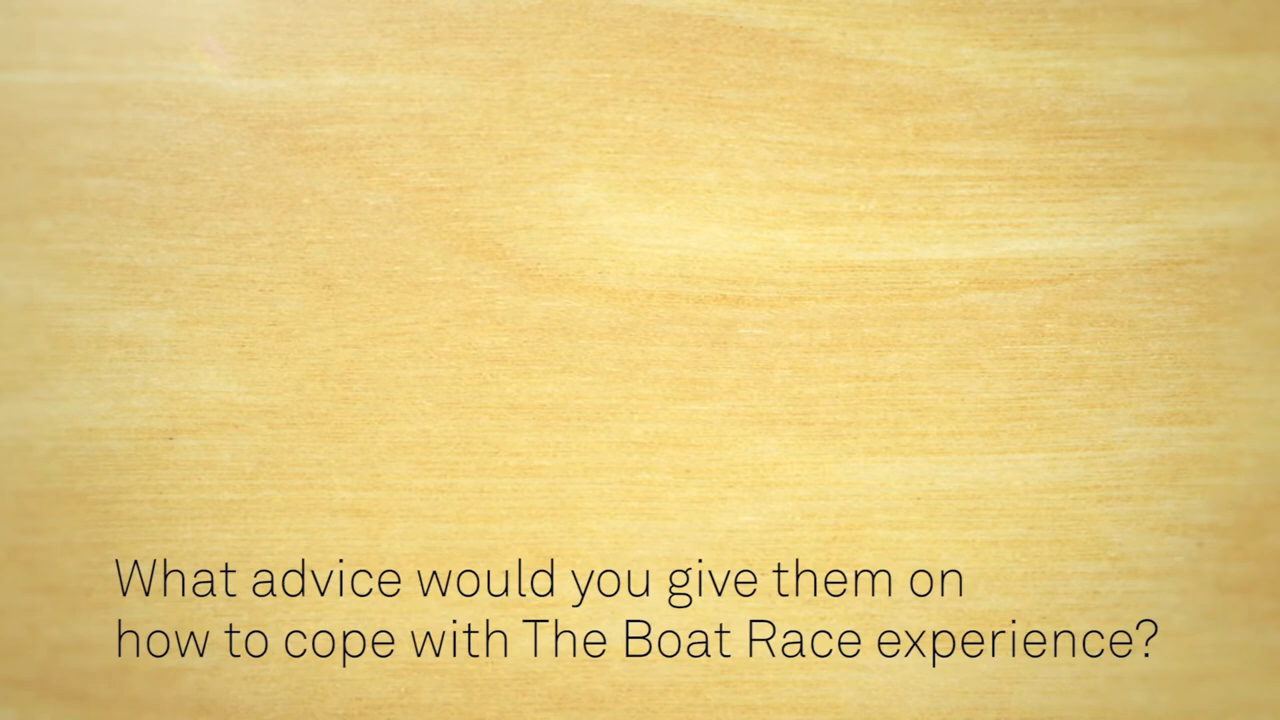 What advice would you give them on
how to cope with The Boat Race experience?